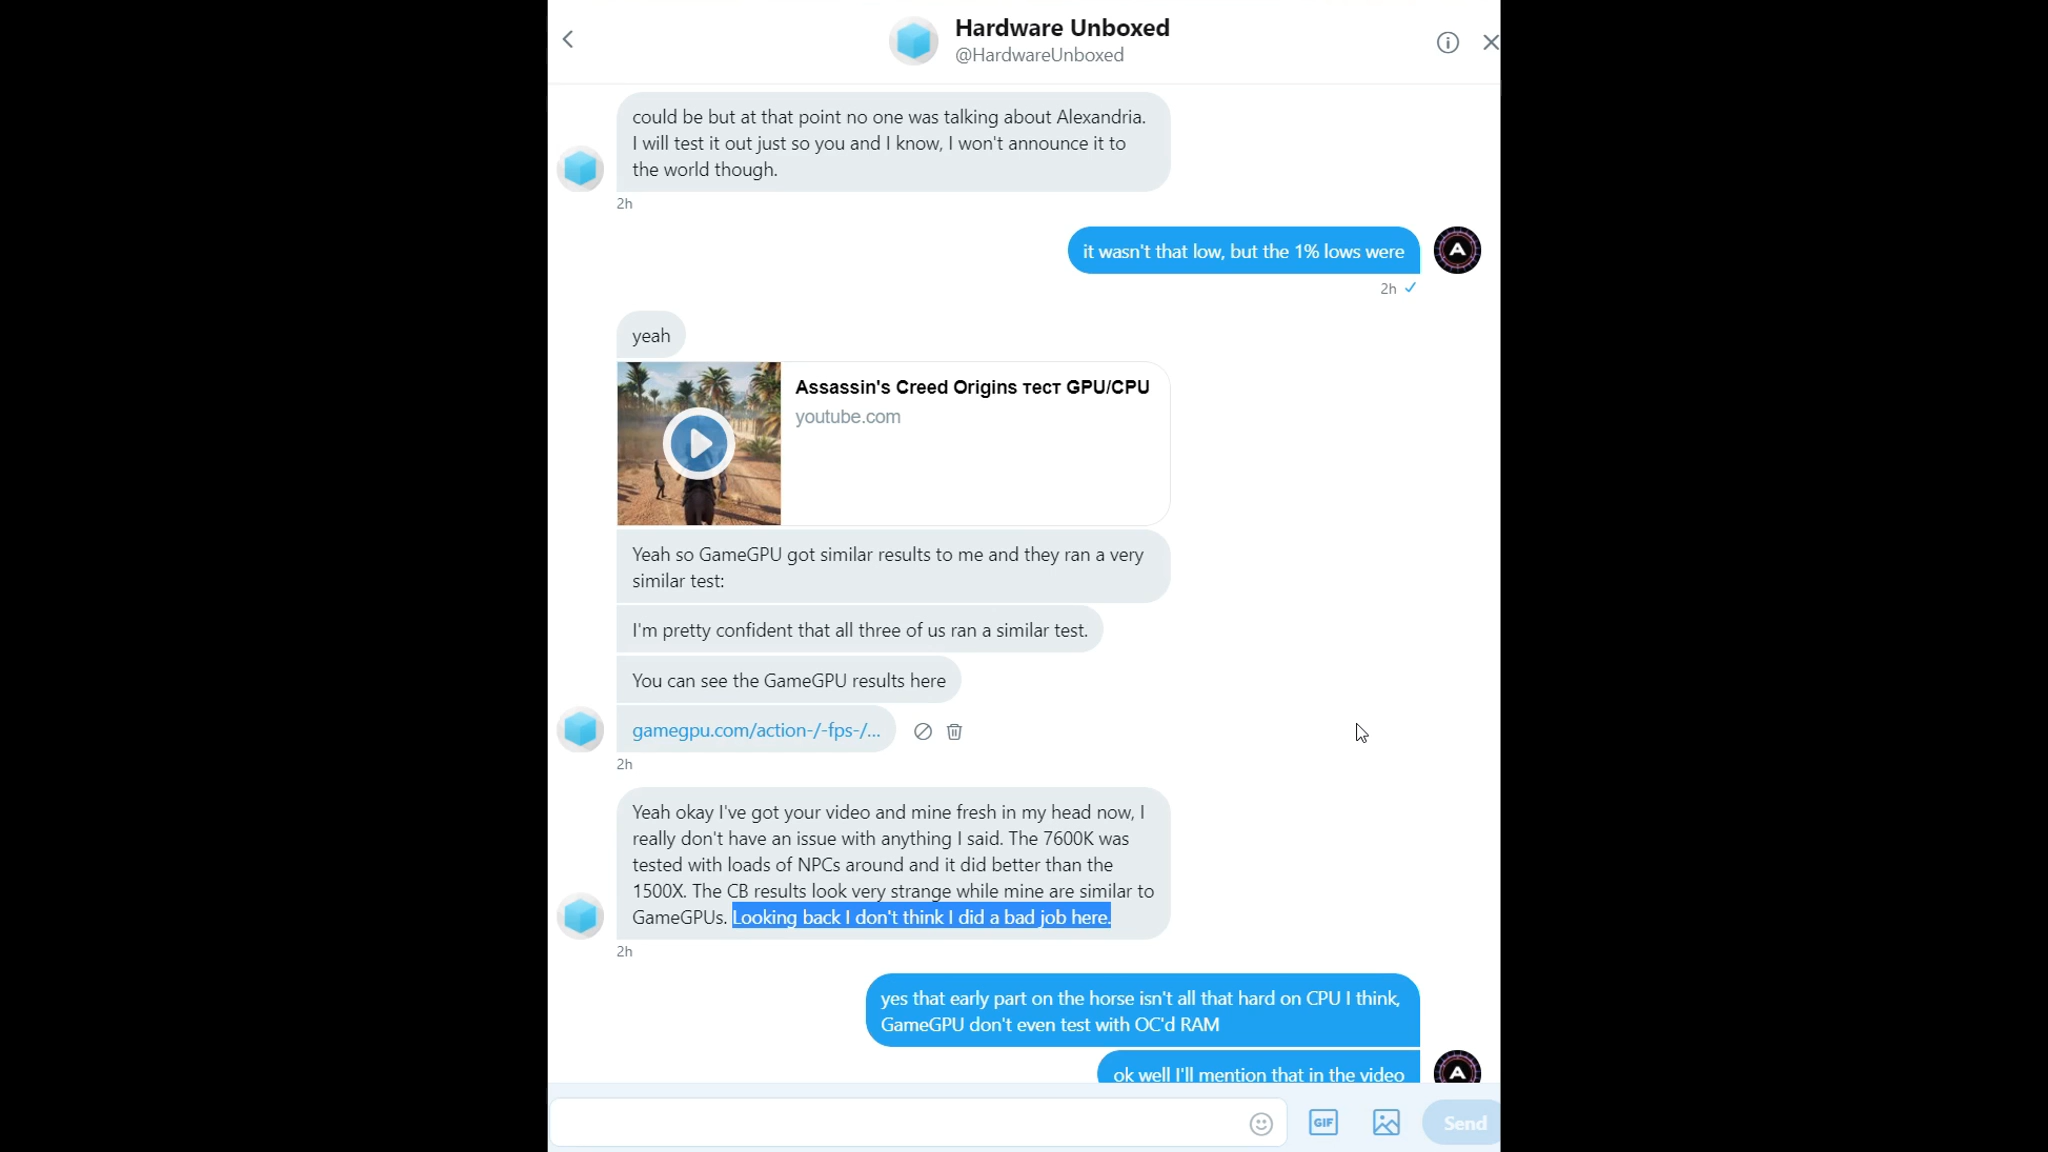 Hardware Unboxed
@HardwareUnboxed
could be but at that point no one was talking about Alexandria.
I will test it out just so you and I know, I won't announce it to
the world though.
2h
it wasn't that low, but the 1% lows were
A
2h
yeah
Assassin's Creed Origins тест GPU/CPU
youtube.com
Yeah so GameGPU got similar results to me and they ran a very
similar test:
I'm pretty confident that all three of us ran a similar test.
You can see the GameGPU results here
gamegpu.com/action-/-fps-/...
2h
Yeah okay I've got your video and mine fresh in my head now, I
really don't have an issue with anything I said. The 7600K was
tested with loads of NPCs around and it did better than the
1500X. The CB results look very strange while mine are similar to
GameGPUs. Looking back I don't think I did a bad job here.
2h
yes that early part on the horse isn't all that hard on CPU I think,
GameGPU don't even test with OC'd RAM
ok well I'll mention that in the video
A
GIF
Send